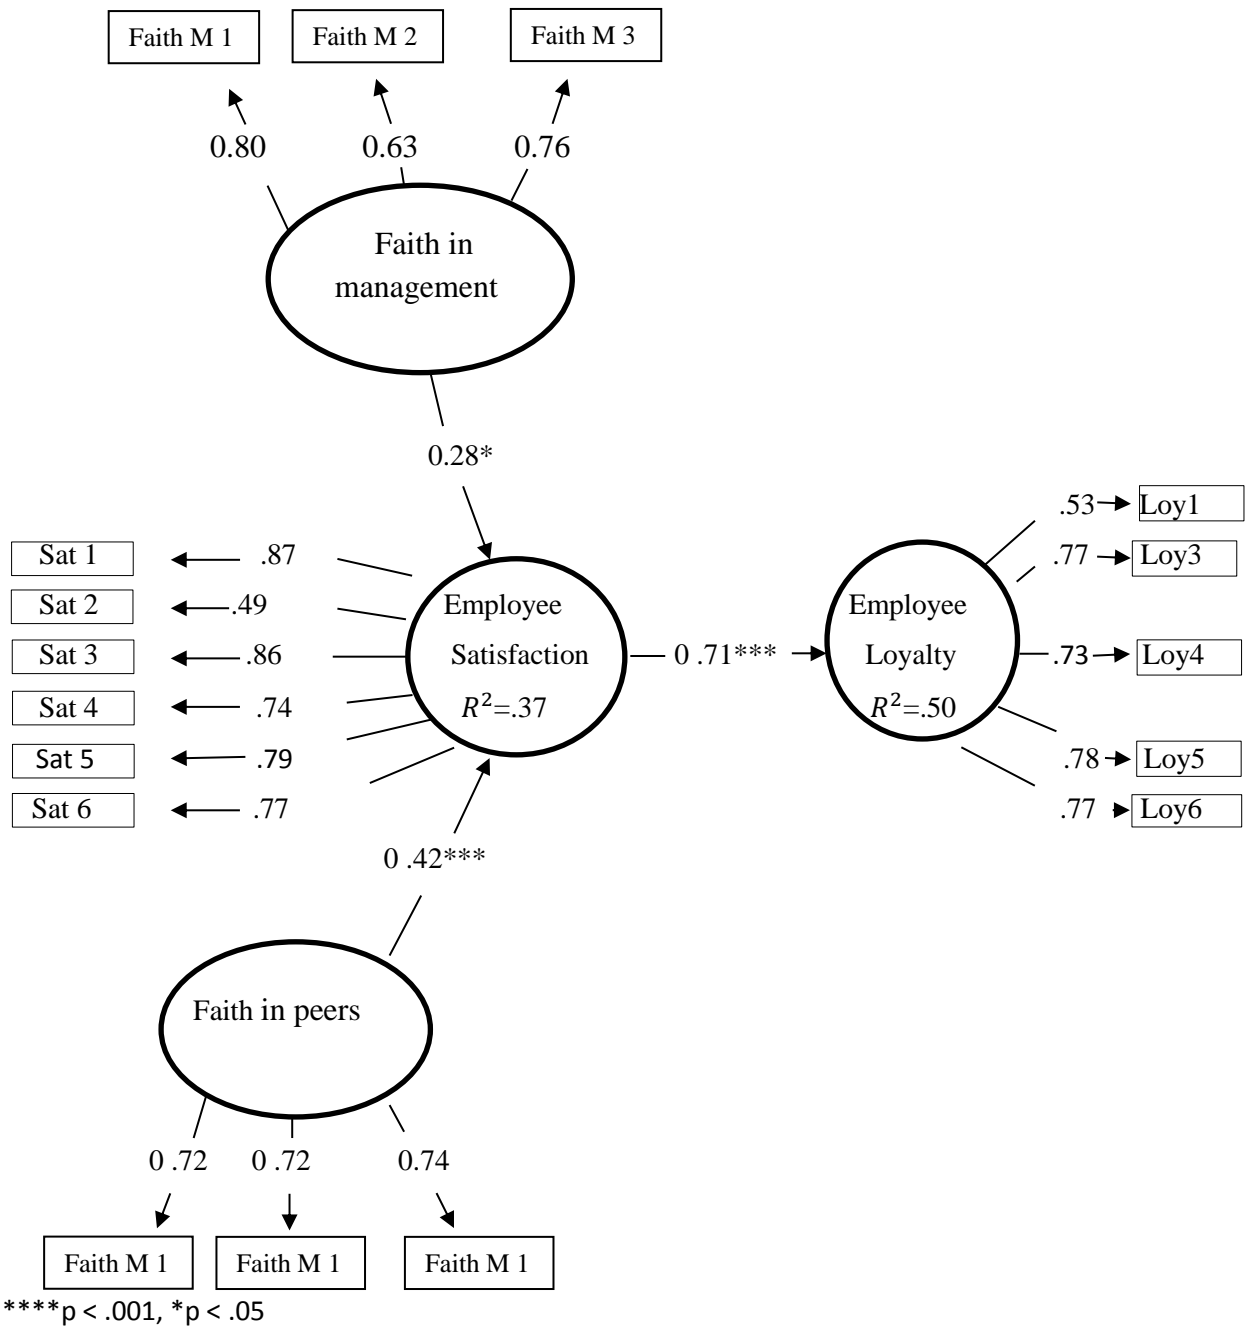 Faith M 1
Faith M 2
Faith M 3
0.80
0.63
0.76
Faith in
management
0.28*
.53
Loy1
Sat 1
.87
.77
Loy3
Sat 2
.49
Employee
Employee
Sat 3
.86
Satisfaction
0 .71***
Loyalty
.73
Loy4
Sat 4
.74
𝑅²=.37
𝑅²=.50
Sat 5
.79
.78
Loy5
Sat 6
.77
.77
Loy6
0 .42***
Faith in peers
0 .72
0 .72
0.74
Faith M 1
Faith M 1
Faith M 1
****p < .001, *p < .05